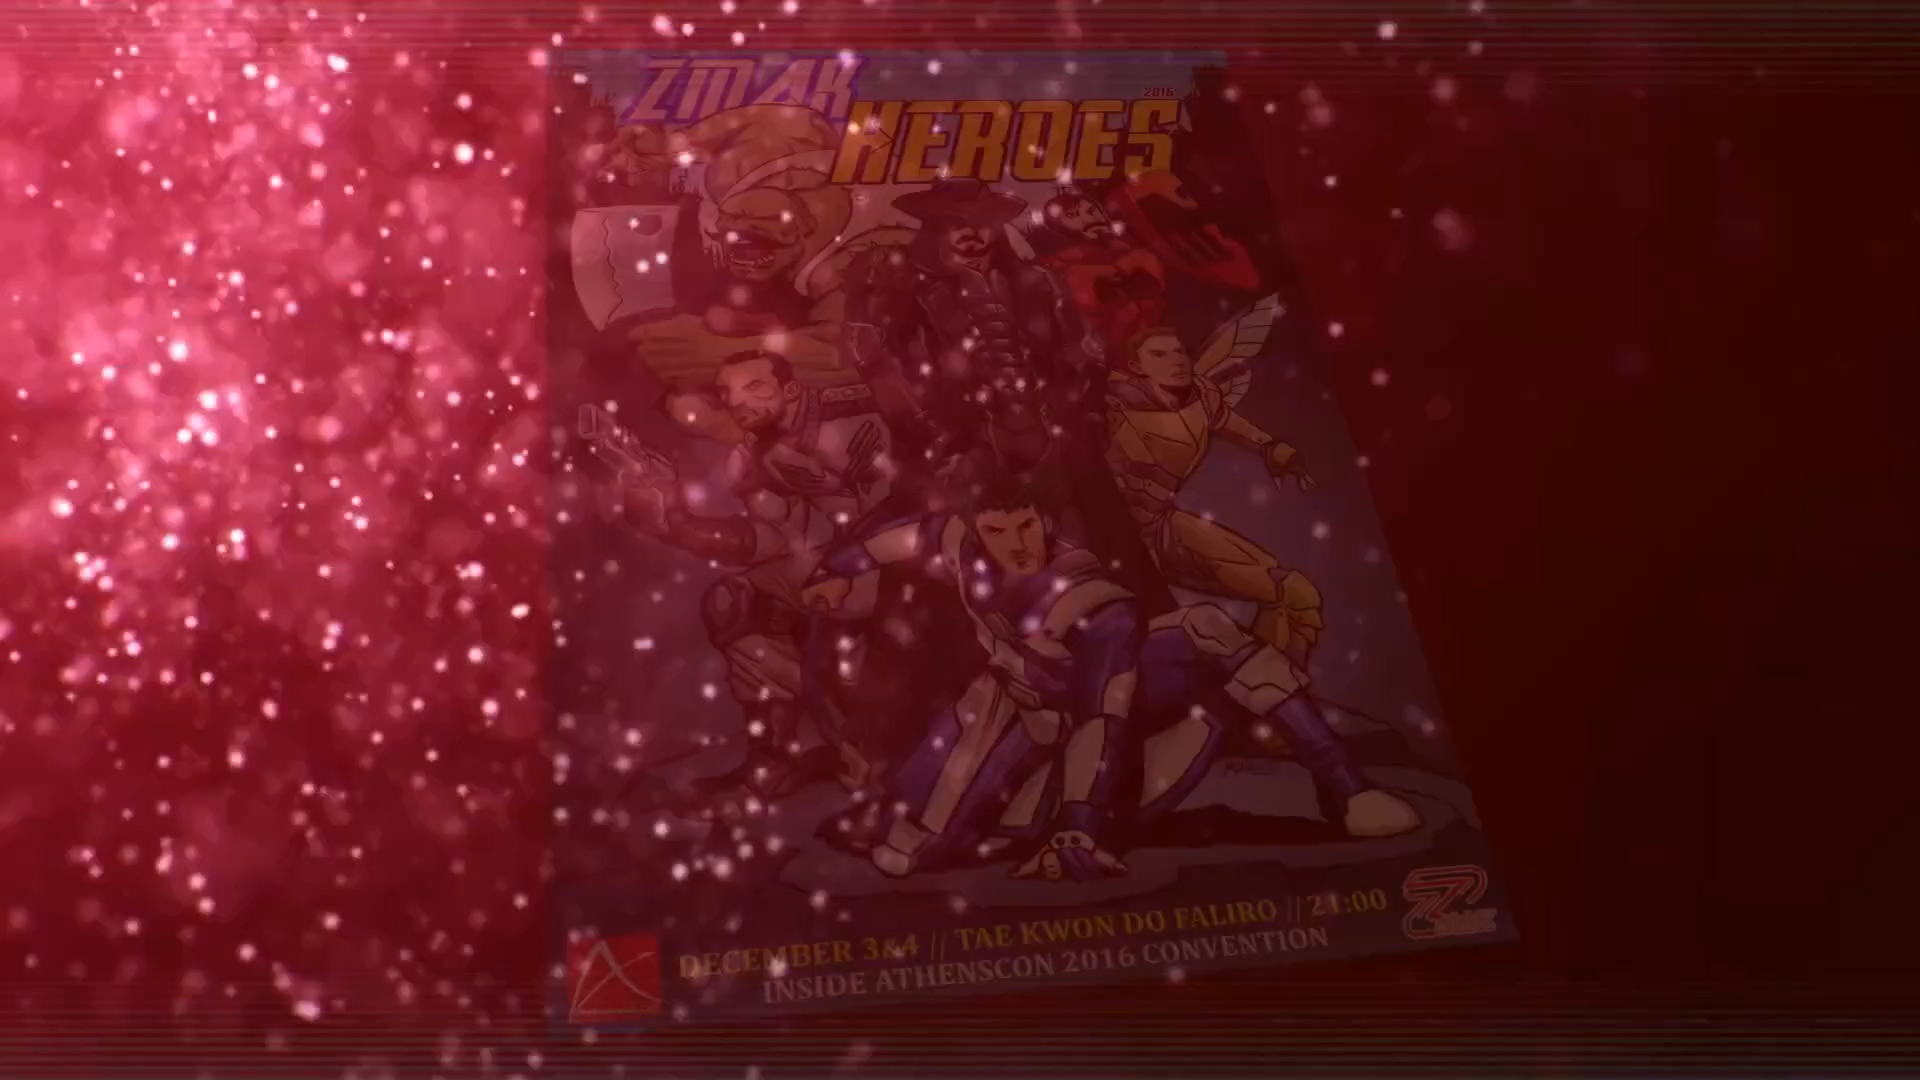 ZMAK
2016
HEROES
DECEMBER 3&4 // TAE KWON DO FALIRO // 21:00
INSIDE ATHENSCON 2016 CONVENTION